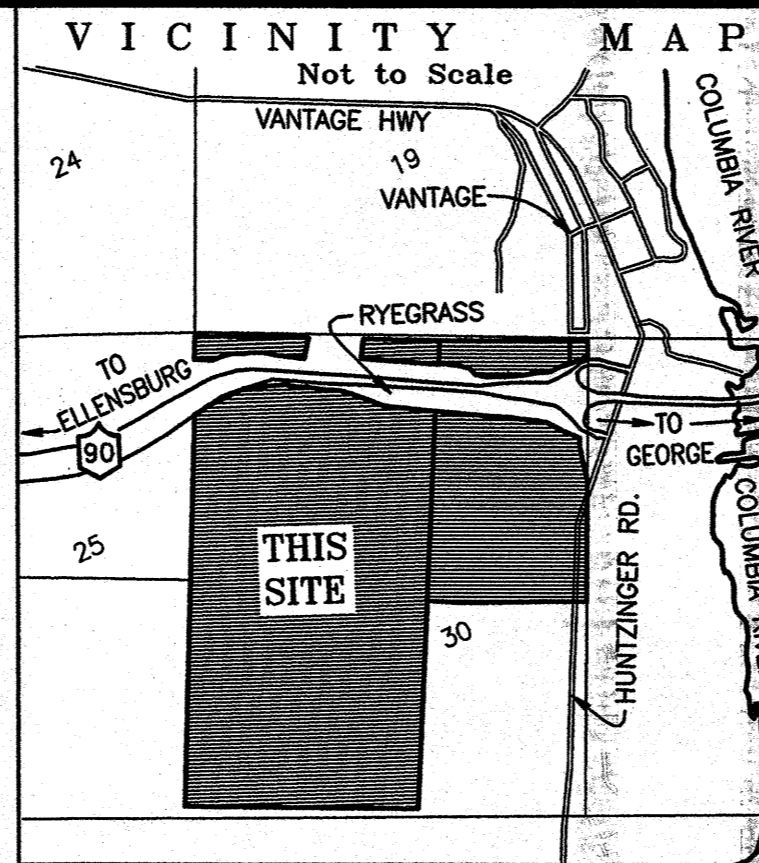 VICINITY MAP
Not to Scale
VANTAGE HWY
24
19
VANTAGE
COLUMBIA RIVER
RYEGRASS
TO
ELLENSBURG
90
TO
GEORGE
25
THIS
SITE
30
HUNTZINGER RD.
COLUMBIA